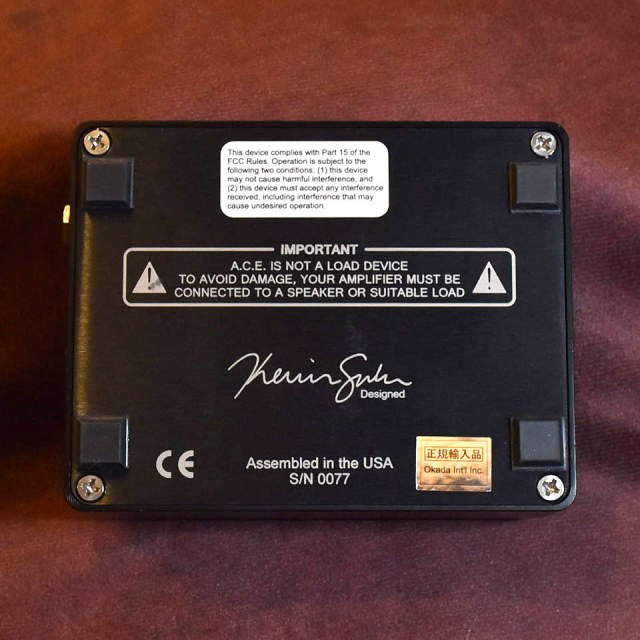 This device complies with Part 15 of the
FCC Rules. Operation is subject to the
following two conditions: (1) this device
may not cause harmful interference, and
(2) this device must accept any interference
received, including interference that may
cause undesired operation.
IMPORTANT
A.C.E. IS NOT A LOAD DEVICE
TO AVOID DAMAGE, YOUR AMPLIFIER MUST BE
CONNECTED TO A SPEAKER OR SUITABLE LOAD
Designed
CE
Assembled in the USA
S/N 0077
正規輸入品
Okada Int'l Inc.